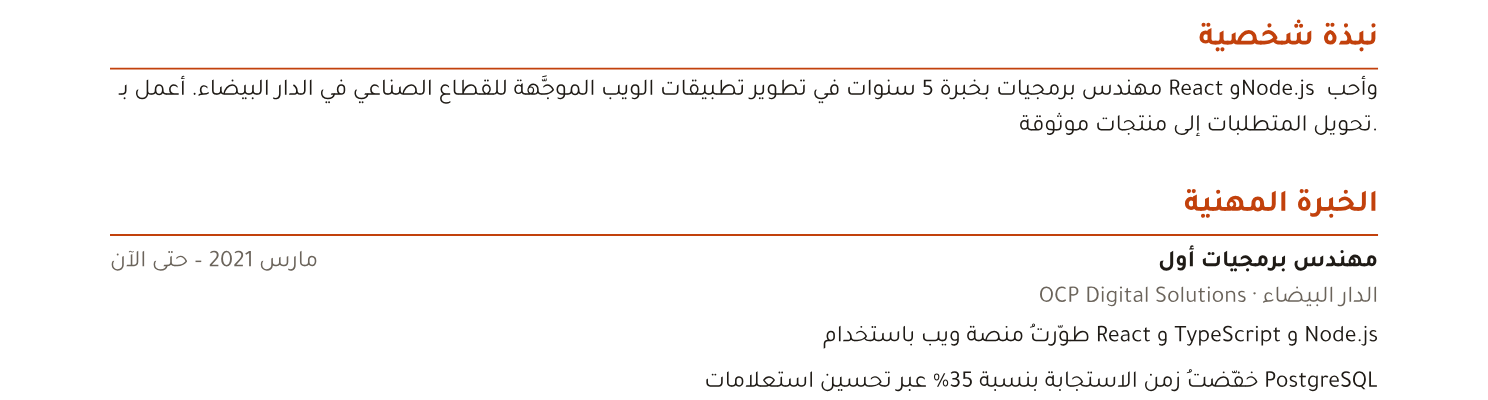 نبذة شخصية
مهندس برمجيات بخبرة 5 سنوات في تطوير تطبيقات الويب الموجَّهة للقطاع الصناعي في الدار البيضاء. أعمل بـ React وNode.js وأحب
تحويل المتطلبات إلى منتجات موثوقة.
الخبرة المهنية
مهندس برمجيات أول مارس 2021 – حتى الآن
OCP Digital Solutions · الدار البيضاء
طوّرتُ منصة ويب باستخدام React و TypeScript و Node.js
خفّضتُ زمن الاستجابة بنسبة 35% عبر تحسين استعلامات PostgreSQL